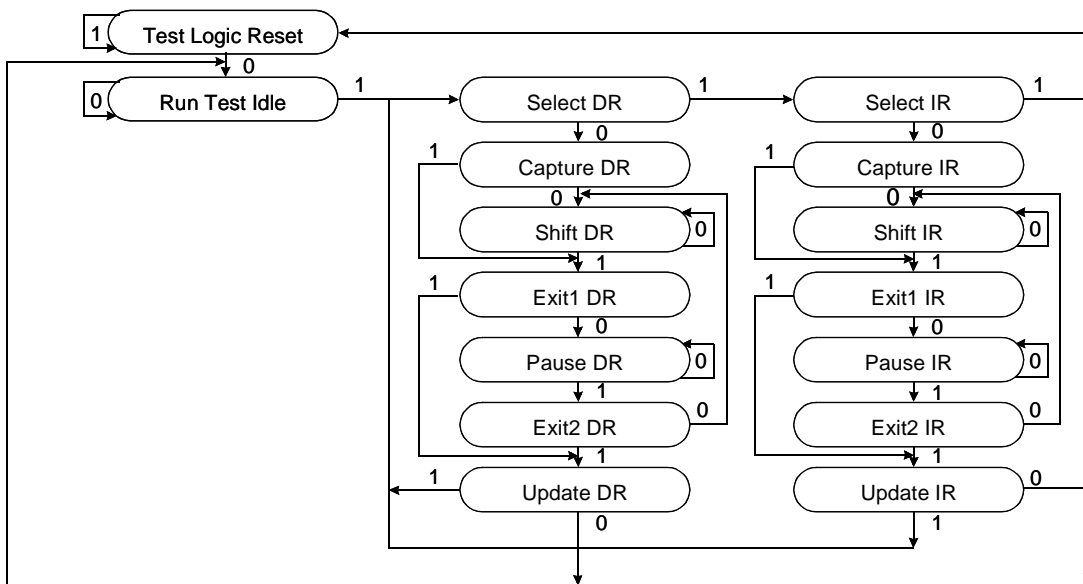 1 Test Logic Reset
0
0 Run Test Idle 1
Select DR 1
Select IR 1
0 0
1 Capture DR
1 Capture IR
0 0
Shift DR 0
Shift IR 0
1 1
1 Exit1 DR
1 Exit1 IR
0 0
Pause DR 0
Pause IR 0
1 1
Exit2 DR 0
Exit2 IR 0
1 1
1 Update DR
Update IR 0
0 1